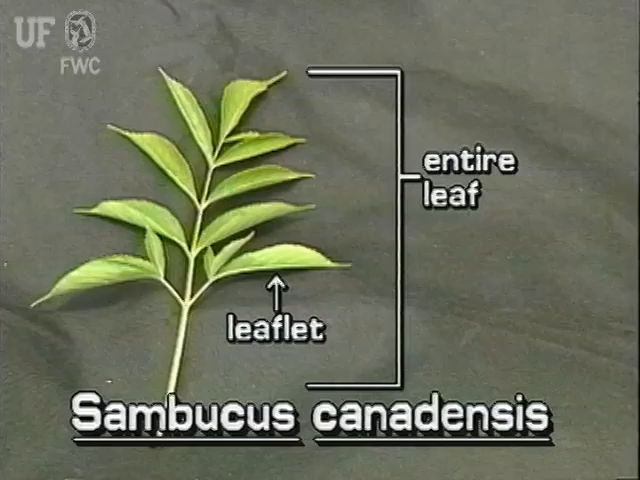 UF
FWC
entire
leaf
leaflet
Sambucus canadensis